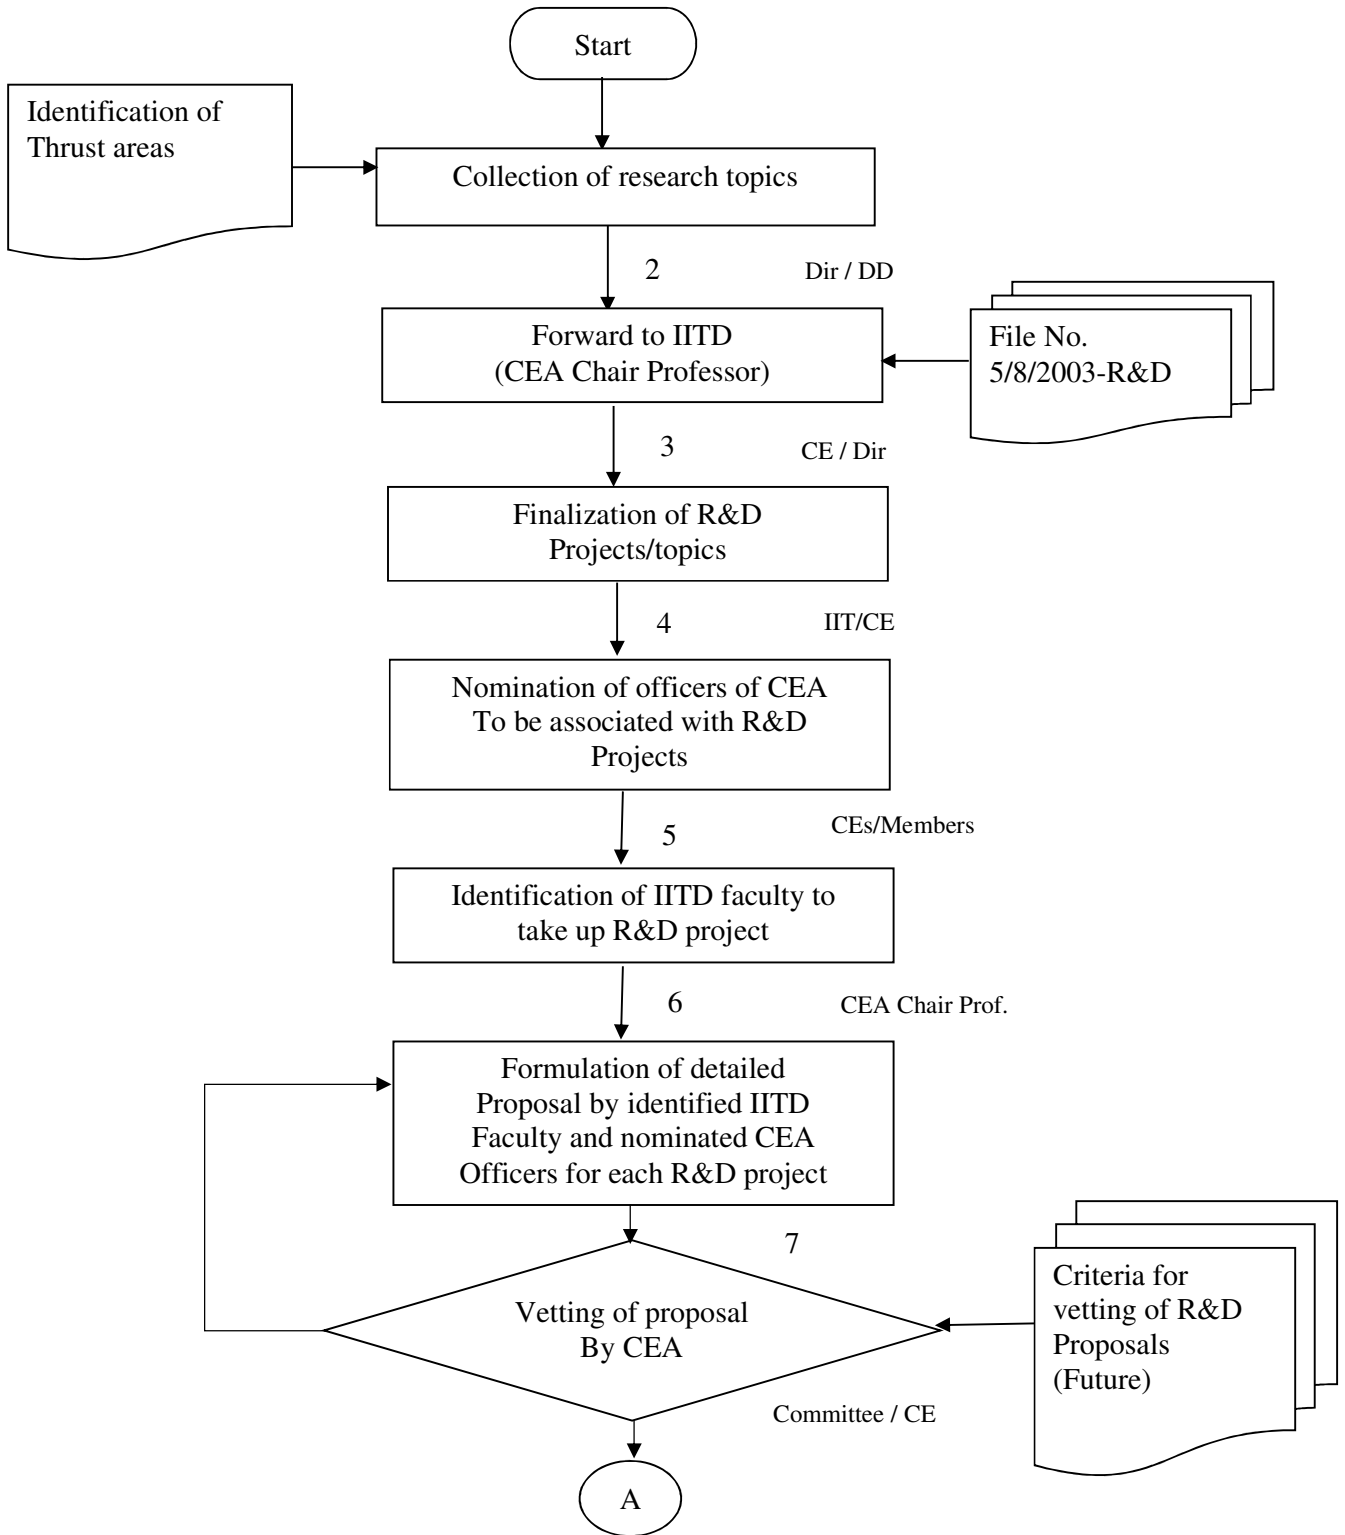 Start
Identification of
Thrust areas
Collection of research topics
2
Dir / DD
Forward to IITD
(CEA Chair Professor)
File No.
5/8/2003-R&D
3
CE / Dir
Finalization of R&D
Projects/topics
4
IIT/CE
Nomination of officers of CEA
To be associated with R&D
Projects
5
CEs/Members
Identification of IITD faculty to
take up R&D project
6
CEA Chair Prof.
Formulation of detailed
Proposal by identified IITD
Faculty and nominated CEA
Officers for each R&D project
7
Vetting of proposal
By CEA
Criteria for
vetting of R&D
Proposals
(Future)
Committee / CE
A